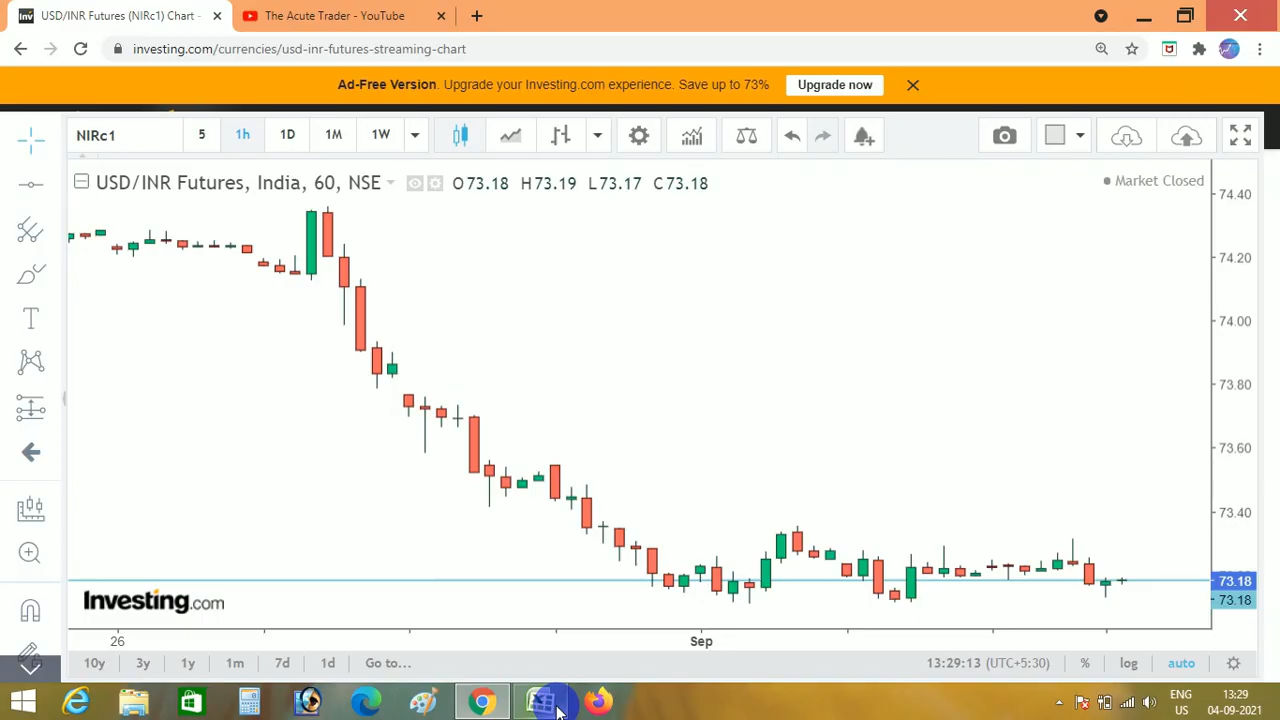 USD/INR Futures (NIRc1) Chart -
The Acute Trader - YouTube
investing.com/currencies/usd-inr-futures-streaming-chart
Ad-Free Version. Upgrade your Investing.com experience. Save up to 73% Upgrade now
NIRc1 5 1h 1D 1M 1W
USD/INR Futures, India, 60, NSE O73.18 H73.19 L73.17 C73.18
Market Closed
74.40
74.20
74.00
73.80
73.60
73.40
73.18
73.18
Investing.com
26 Sep
10y 3y 1y 1m 7d 1d Go to... 13:29:13 (UTC+5:30) % log auto
ENG 13:29
US 04-09-2021